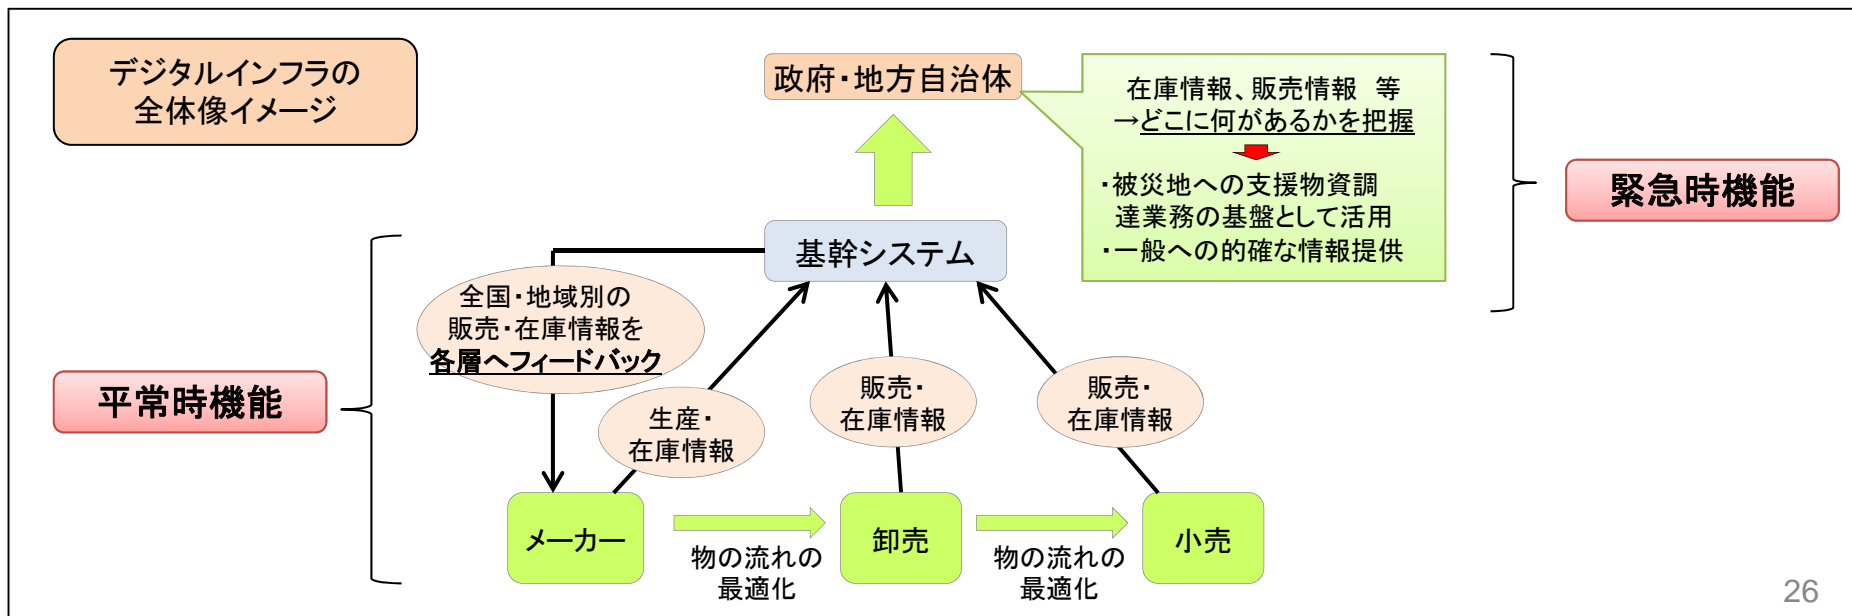 デジタルインフラの
全体像イメージ
政府・地方自治体
在庫情報、販売情報　等
→どこに何があるかを把握
・被災地への支援物資調
達業務の基盤として活用
・一般への的確な情報提供
緊急時機能
基幹システム
全国・地域別の
販売・在庫情報を
各層へフィードバック
平常時機能
生産・
在庫情報
販売・
在庫情報
販売・
在庫情報
メーカー
物の流れの
最適化
卸売
物の流れの
最適化
小売
26